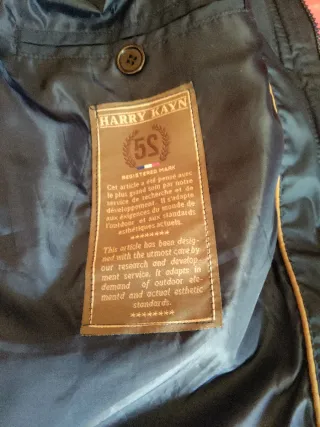 HARRY KAYN
52
REGISTERED MARK
Cet article a été pensé avec
le plus grand soin par notre
service de recherche et de
développement. Il s'adapte
aux éxigences du monde de
l'outdoor et aux standards
esthétiques actuels.
********
This article has been desig-
ned with the utmost care by
our research and develop-
ment service. It adapts in
demand of outdoor ele-
mentd and actual esthetic
standards.
********